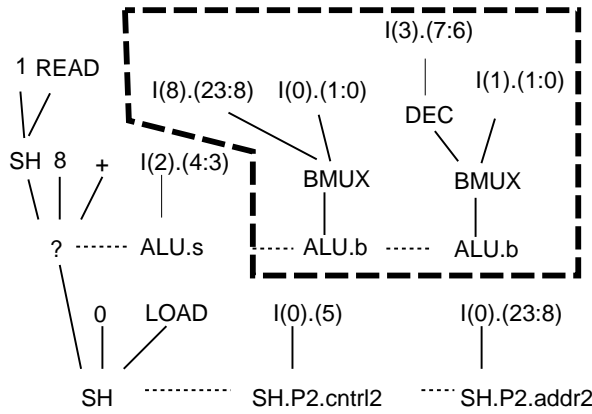 I(3).(7:6)
1 READ
I(8).(23:8) I(0).(1:0) I(1).(1:0)
DEC
SH 8 + I(2).(4:3)
BMUX BMUX
? ALU.s ALU.b ALU.b
0 LOAD I(0).(5) I(0).(23:8)
SH SH.P2.cntrl2 SH.P2.addr2